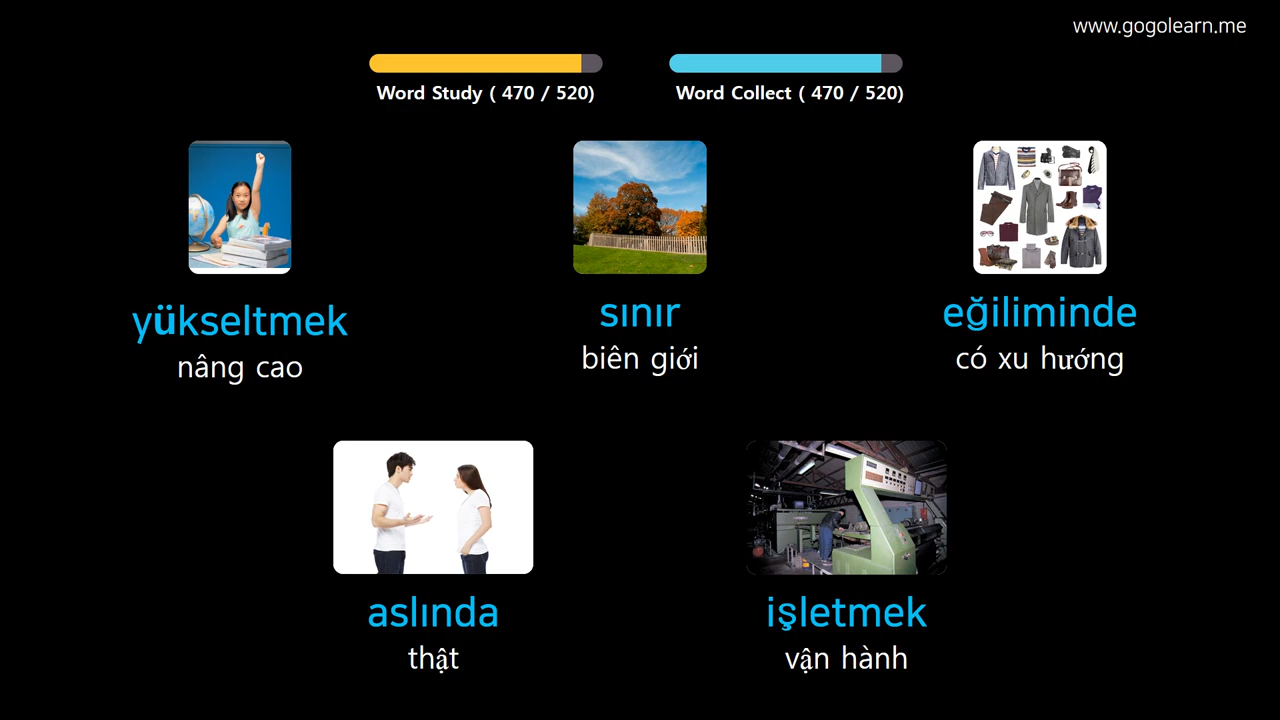 www.gogolearn.me
Word Study ( 470 / 520)
Word Collect ( 470 / 520)
yükseltmek
nâng cao
sınır
biên giới
eğiliminde
có xu hướng
aslında
thật
işletmek
vận hành